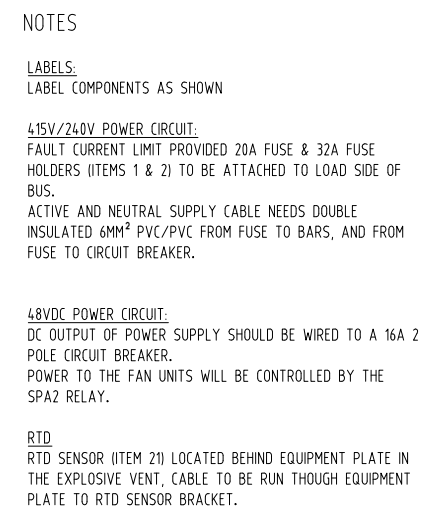 NOTES
LABELS:
LABEL COMPONENTS AS SHOWN
415V/240V POWER CIRCUIT:
FAULT CURRENT LIMIT PROVIDED 20A FUSE & 32A FUSE
HOLDERS (ITEMS 1 & 2) TO BE ATTACHED TO LOAD SIDE OF
BUS.
ACTIVE AND NEUTRAL SUPPLY CABLE NEEDS DOUBLE
INSULATED 6MM² PVC/PVC FROM FUSE TO BARS, AND FROM
FUSE TO CIRCUIT BREAKER.
48VDC POWER CIRCUIT:
DC OUTPUT OF POWER SUPPLY SHOULD BE WIRED TO A 16A 2
POLE CIRCUIT BREAKER.
POWER TO THE FAN UNITS WILL BE CONTROLLED BY THE
SPA2 RELAY.
RTD
RTD SENSOR (ITEM 21) LOCATED BEHIND EQUIPMENT PLATE IN
THE EXPLOSIVE VENT, CABLE TO BE RUN THOUGH EQUIPMENT
PLATE TO RTD SENSOR BRACKET.